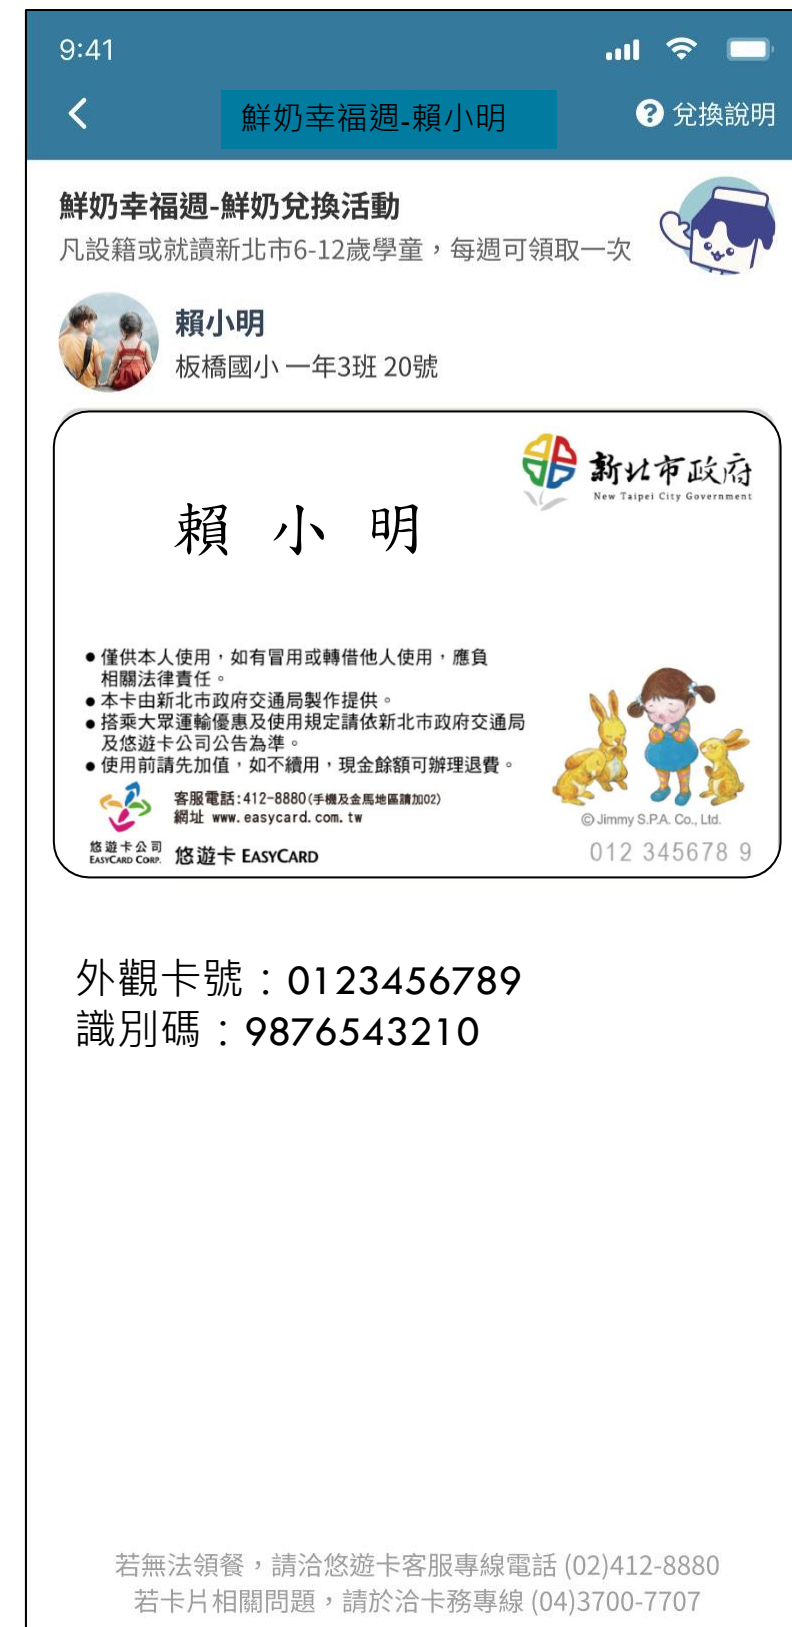 9:41
鮮奶幸福週-賴小明
兌換說明
鮮奶幸福週-鮮奶兌換活動
凡設籍或就讀新北市6-12歲學童，每週可領取一次
賴小明
板橋國小 一年3班 20號
新北市政府
New Taipei City Government
賴 小 明
●僅供本人使用，如有冒用或轉借他人使用，應負
相關法律責任。
●本卡由新北市政府交通局製作提供。
●搭乘大眾運輸優惠及使用規定請依新北市政府交通局
及悠遊卡公司公告為準。
●使用前請先加值，如不續用，現金餘額可辦理退費。
客服電話:412-8880(手機及金馬地區請加02)
網址 www.easycard.com.tw
© Jimmy S.P.A. Co., Ltd.
悠遊卡公司
EASYCARD CORP.
悠遊卡 EASYCARD
012 345678 9
外觀卡號：0123456789
識別碼：9876543210
若無法領餐，請洽悠遊卡客服專線電話 (02)412-8880
若卡片相關問題，請於洽卡務專線 (04)3700-7707